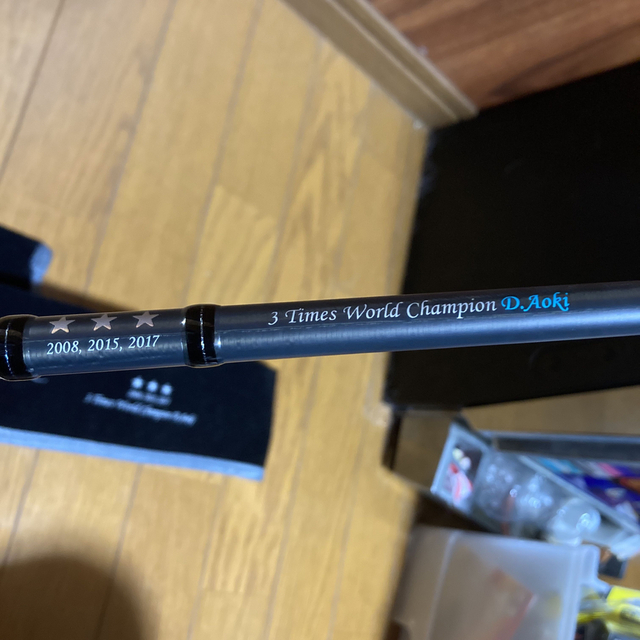 3 Times World Champion D.Aoki
2008, 2015, 2017